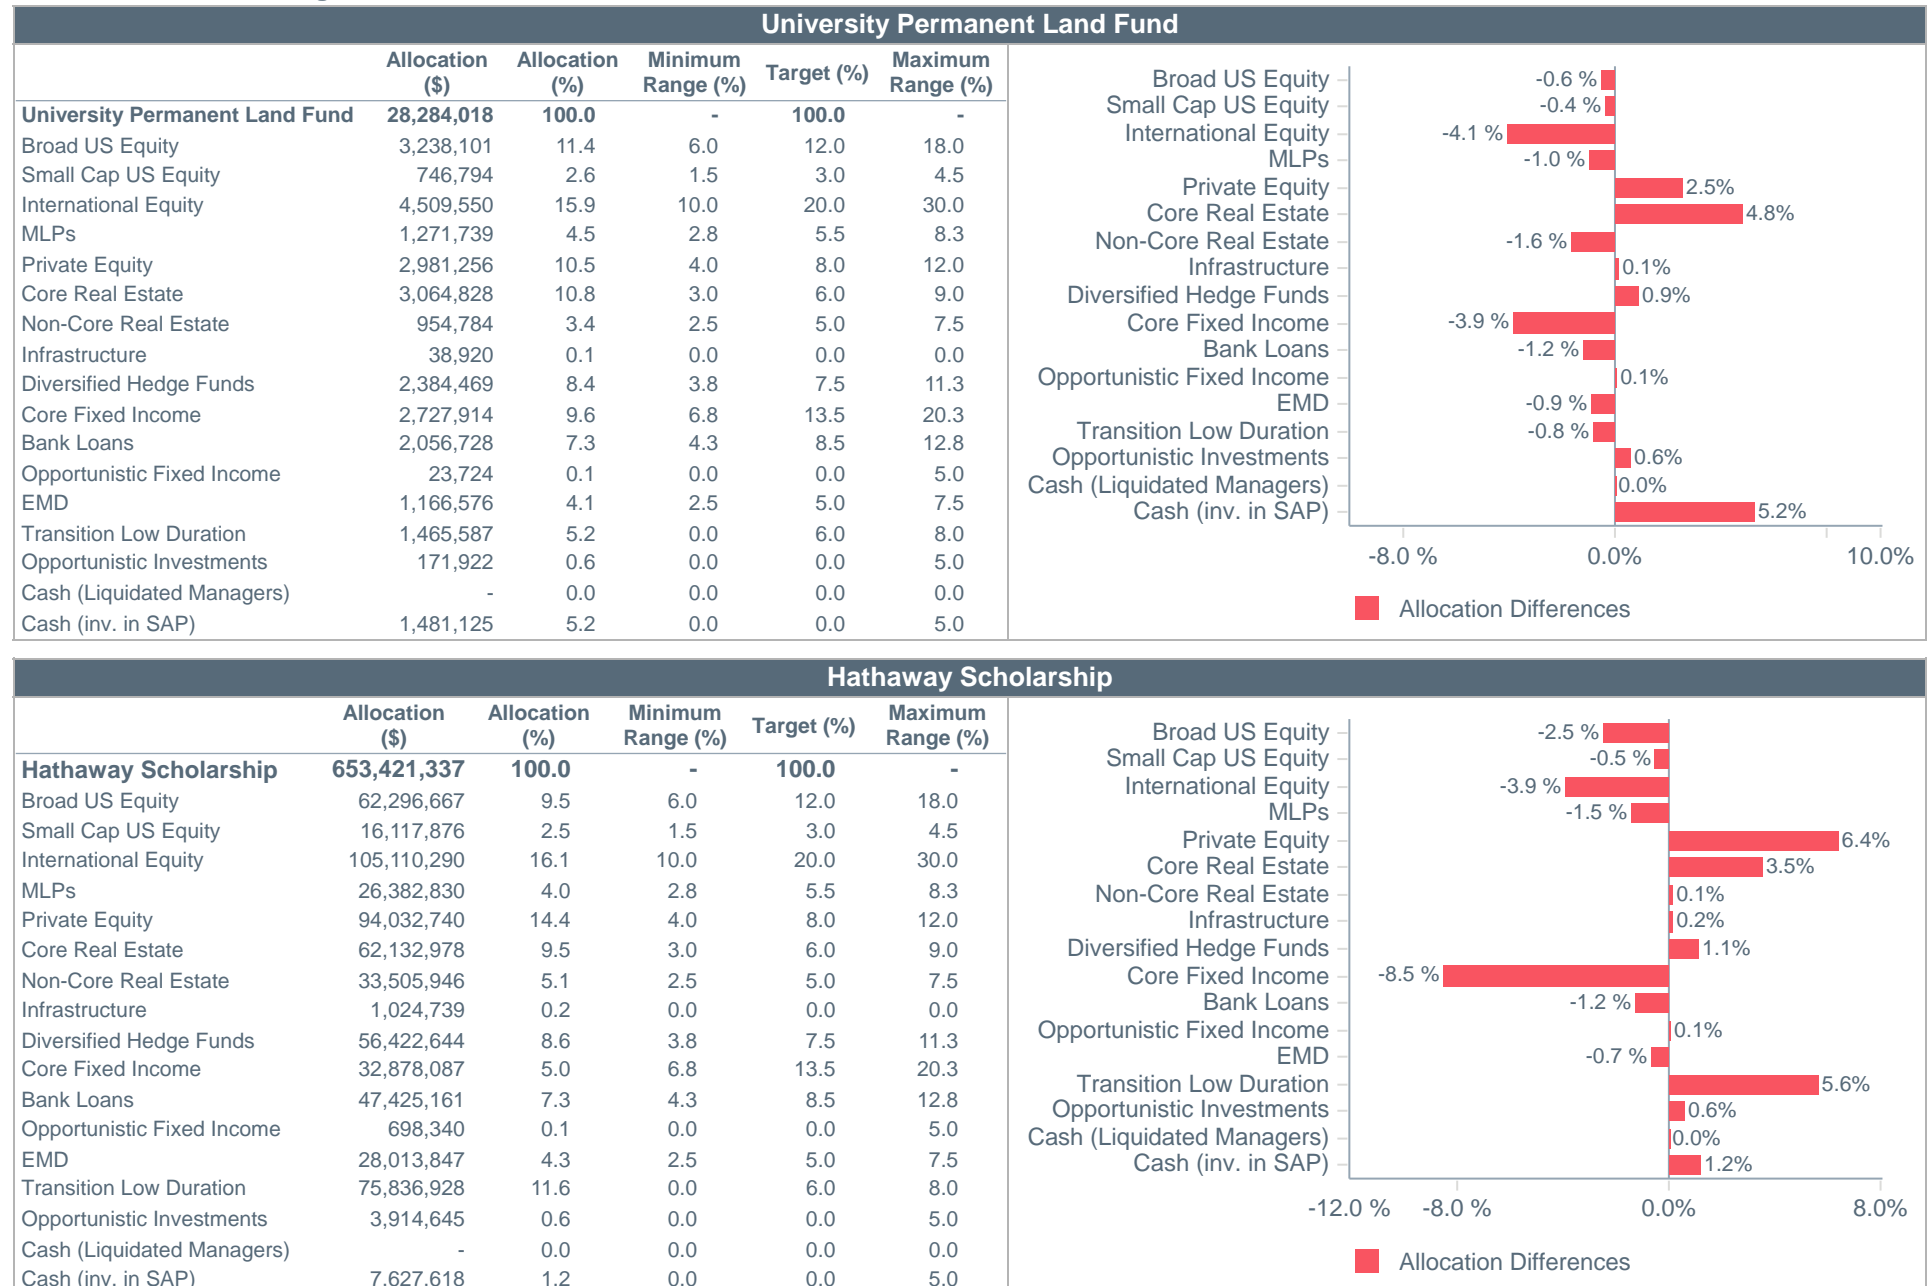 University Permanent Land Fund
Allocation ($) Allocation (%) Minimum Range (%) Target (%) Maximum Range (%)
University Permanent Land Fund 28,284,018 100.0 - 100.0 -
Broad US Equity 3,238,101 11.4 6.0 12.0 18.0
Small Cap US Equity 746,794 2.6 1.5 3.0 4.5
International Equity 4,509,550 15.9 10.0 20.0 30.0
MLPs 1,271,739 4.5 2.8 5.5 8.3
Private Equity 2,981,256 10.5 4.0 8.0 12.0
Core Real Estate 3,064,828 10.8 3.0 6.0 9.0
Non-Core Real Estate 954,784 3.4 2.5 5.0 7.5
Infrastructure 38,920 0.1 0.0 0.0 0.0
Diversified Hedge Funds 2,384,469 8.4 3.8 7.5 11.3
Core Fixed Income 2,727,914 9.6 6.8 13.5 20.3
Bank Loans 2,056,728 7.3 4.3 8.5 12.8
Opportunistic Fixed Income 23,724 0.1 0.0 0.0 5.0
EMD 1,166,576 4.1 2.5 5.0 7.5
Transition Low Duration 1,465,587 5.2 0.0 6.0 8.0
Opportunistic Investments 171,922 0.6 0.0 0.0 5.0
Cash (Liquidated Managers) - 0.0 0.0 0.0 0.0
Cash (inv. in SAP) 1,481,125 5.2 0.0 0.0 5.0
Broad US Equity -0.6 %
Small Cap US Equity -0.4 %
International Equity -4.1 %
MLPs -1.0 %
Private Equity 2.5%
Core Real Estate 4.8%
Non-Core Real Estate -1.6 %
Infrastructure 0.1%
Diversified Hedge Funds 0.9%
Core Fixed Income -3.9 %
Bank Loans -1.2 %
Opportunistic Fixed Income 0.1%
EMD -0.9 %
Transition Low Duration -0.8 %
Opportunistic Investments 0.6%
Cash (Liquidated Managers) 0.0%
Cash (inv. in SAP) 5.2%
-8.0 % 0.0% 10.0%
Allocation Differences
Hathaway Scholarship
Allocation ($) Allocation (%) Minimum Range (%) Target (%) Maximum Range (%)
Hathaway Scholarship 653,421,337 100.0 - 100.0 -
Broad US Equity 62,296,667 9.5 6.0 12.0 18.0
Small Cap US Equity 16,117,876 2.5 1.5 3.0 4.5
International Equity 105,110,290 16.1 10.0 20.0 30.0
MLPs 26,382,830 4.0 2.8 5.5 8.3
Private Equity 94,032,740 14.4 4.0 8.0 12.0
Core Real Estate 62,132,978 9.5 3.0 6.0 9.0
Non-Core Real Estate 33,505,946 5.1 2.5 5.0 7.5
Infrastructure 1,024,739 0.2 0.0 0.0 0.0
Diversified Hedge Funds 56,422,644 8.6 3.8 7.5 11.3
Core Fixed Income 32,878,087 5.0 6.8 13.5 20.3
Bank Loans 47,425,161 7.3 4.3 8.5 12.8
Opportunistic Fixed Income 698,340 0.1 0.0 0.0 5.0
EMD 28,013,847 4.3 2.5 5.0 7.5
Transition Low Duration 75,836,928 11.6 0.0 6.0 8.0
Opportunistic Investments 3,914,645 0.6 0.0 0.0 5.0
Cash (Liquidated Managers) - 0.0 0.0 0.0 0.0
Cash (inv. in SAP) 7,627,618 1.2 0.0 0.0 5.0
Broad US Equity -2.5 %
Small Cap US Equity -0.5 %
International Equity -3.9 %
MLPs -1.5 %
Private Equity 6.4%
Core Real Estate 3.5%
Non-Core Real Estate 0.1%
Infrastructure 0.2%
Diversified Hedge Funds 1.1%
Core Fixed Income -8.5 %
Bank Loans -1.2 %
Opportunistic Fixed Income 0.1%
EMD -0.7 %
Transition Low Duration 5.6%
Opportunistic Investments 0.6%
Cash (Liquidated Managers) 0.0%
Cash (inv. in SAP) 1.2%
-12.0 % -8.0 % 0.0% 8.0%
Allocation Differences